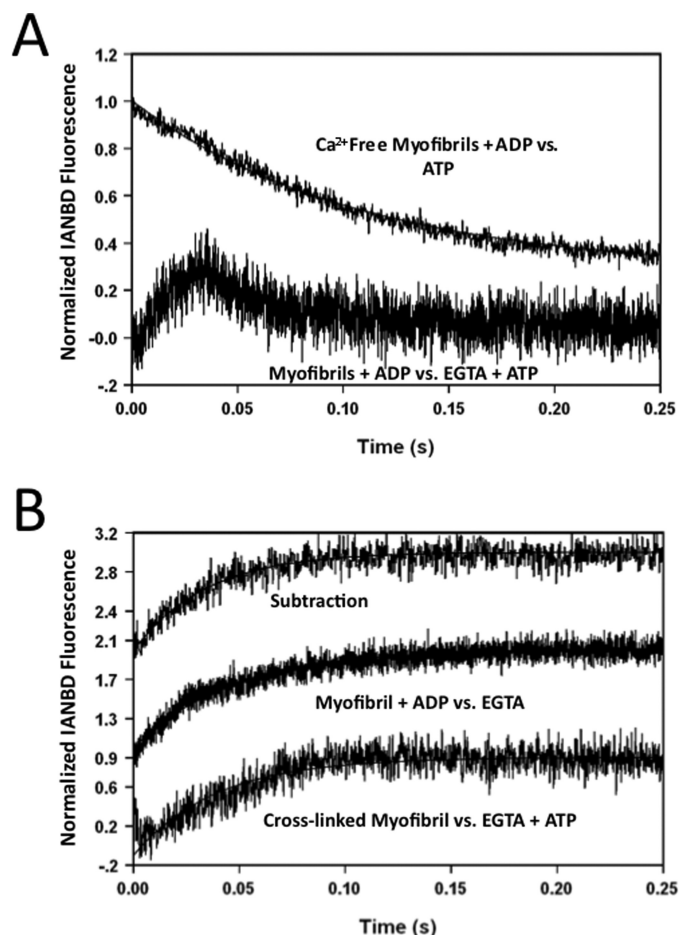 A
Normalized IANBD Fluorescence
1.2
1.0
0.8
0.6
0.4
0.2
-0.0
-.2
Ca2+Free Myofibrils + ADP vs.
ATP
Myofibrils + ADP vs. EGTA + ATP
0.00 0.05 0.10 0.15 0.20 0.25
Time (s)
B
Normalized IANBD Fluorescence
3.2
2.8
2.4
2.1
1.7
1.3
0.9
0.6
0.2
-.2
Subtraction
Myofibril + ADP vs. EGTA
Cross-linked Myofibril vs. EGTA + ATP
0.00 0.05 0.10 0.15 0.20 0.25
Time (s)